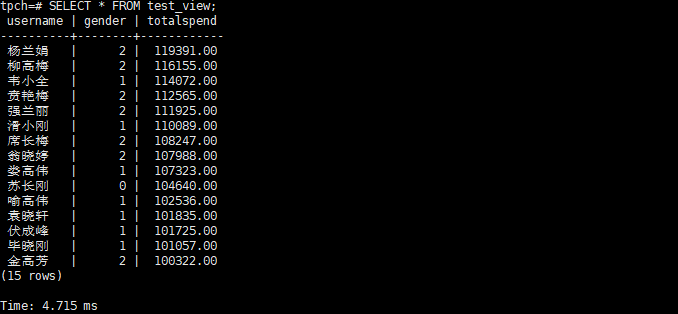 tpch=# SELECT * FROM test_view;
username | gender | totalspend
----------+--------+------------
杨兰娟 | 2 | 119391.00
柳高梅 | 2 | 116155.00
韦小全 | 1 | 114072.00
贲艳梅 | 2 | 112565.00
强兰丽 | 2 | 111925.00
滑小刚 | 1 | 110089.00
席长梅 | 2 | 108247.00
翁晓婷 | 2 | 107988.00
娄高伟 | 1 | 107323.00
苏长刚 | 0 | 104640.00
喻高伟 | 1 | 102536.00
袁晓轩 | 1 | 101835.00
伏成峰 | 1 | 101725.00
毕晓刚 | 1 | 101057.00
金高芳 | 2 | 100322.00
(15 rows)
Time: 4.715 ms